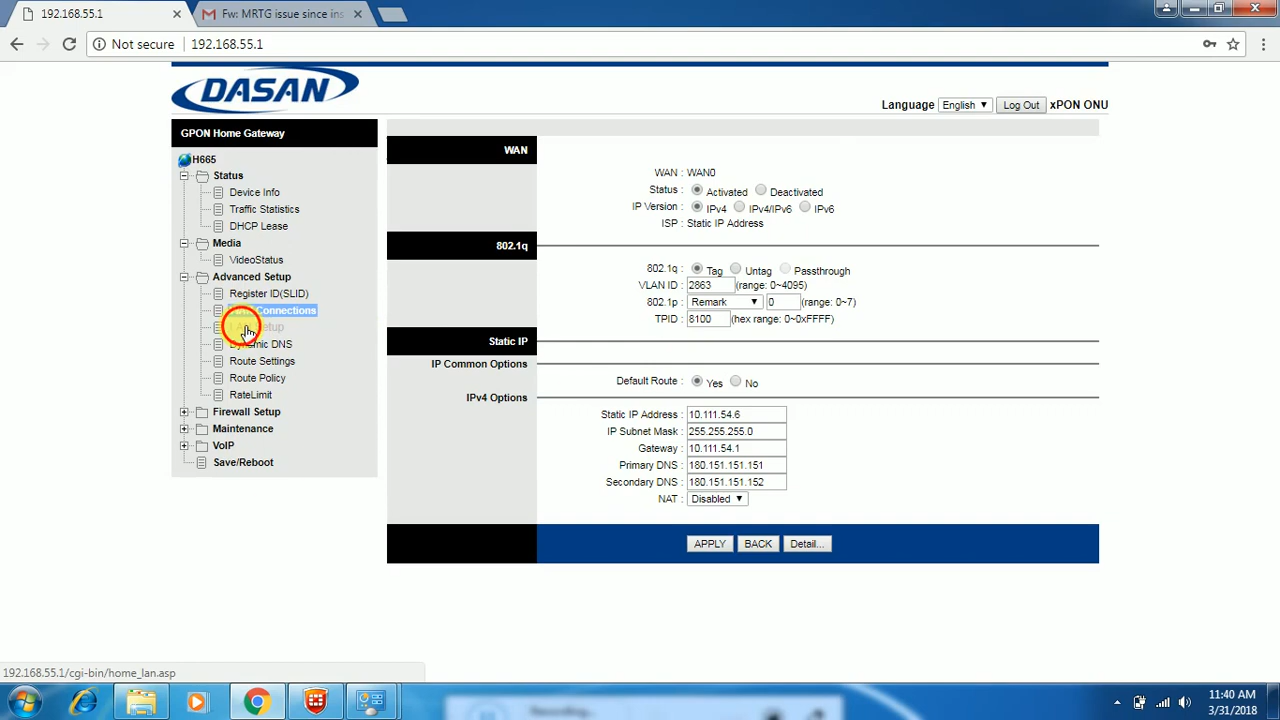 192.168.55.1
Fw: MRTG issue since ins
Not secure
192.168.55.1
DASAN
Language English Log Out xPON ONU
GPON Home Gateway
H665
Status
Device Info
Traffic Statistics
DHCP Lease
Media
VideoStatus
Advanced Setup
Register ID(SLID)
Connections
Setup
Dynamic DNS
Route Settings
Route Policy
RateLimit
Firewall Setup
Maintenance
VoIP
Save/Reboot
WAN
WAN : WAN0
Status : Activated Deactivated
IP Version : IPv4 IPv4/IPv6 IPv6
ISP : Static IP Address
802.1q
802.1q : Tag Untag Passthrough
VLAN ID : 2863 (range: 0~4095)
802.1p : Remark 0 (range: 0~7)
TPID : 8100 (hex range: 0~0xFFFF)
Static IP
IP Common Options
Default Route : Yes No
IPv4 Options
Static IP Address : 10.111.54.6
IP Subnet Mask : 255.255.255.0
Gateway : 10.111.54.1
Primary DNS : 180.151.151.151
Secondary DNS : 180.151.151.152
NAT : Disabled
APPLY BACK Detail...
192.168.55.1/cgi-bin/home_lan.asp
Recording...
11:40 AM
3/31/2018